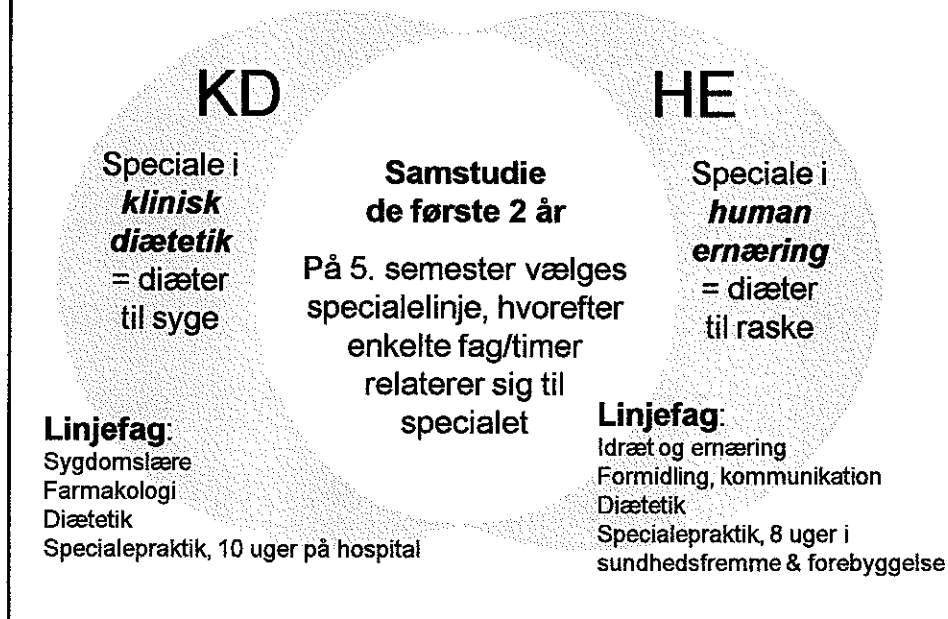 KD
Speciale i
klinisk
diætetik
= diæter
til syge
Linjefag:
Sygdomslære
Farmakologi
Diætetik
Specialepraktik, 10 uger på hospital
Samstudie
de første 2 år
På 5. semester vælges
specialelinje, hvorefter
enkelte fag/timer
relaterer sig til
specialet
HE
Speciale i
human
ernæring
= diæter
til raske
Linjefag:
Idræt og ernæring
Formidling, kommunikation
Diætetik
Specialepraktik, 8 uger i
sundhedsfremme & forebyggelse